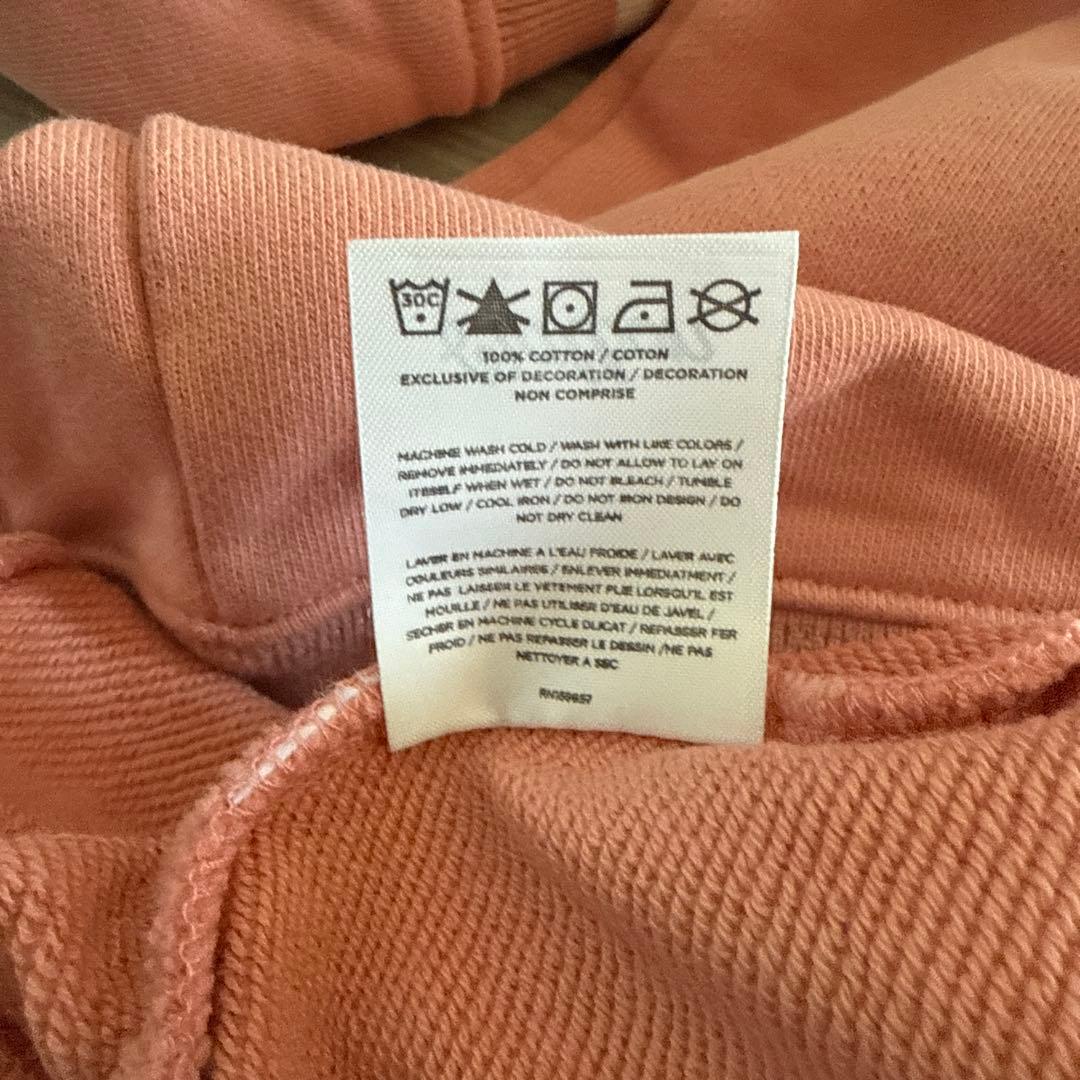 30C
100% COTTON / COTON
EXCLUSIVE OF DECORATION / DECORATION
NON COMPRISE
MACHINE WASH COLD / WASH WITH LIKE COLORS /
REMOVE IMMEDIATELY / DO NOT ALLOW TO LAY ON
ITESELF WHEN WET / DO NOT BLEACH / TUMBLE
DRY LOW / COOL IRON / DO NOT IRON DESIGN / DO
NOT DRY CLEAN
LAVER EN MACHINE A L'EAU FROIDE / LAVER AVEC
COULEURS SIMILAIRES / ENLEVER IMMEDIATMENT /
NE PAS LAISSER LE VETEMENT PLIE LORSQU'IL EST
MOUILLE / NE PAS UTILISER D'EAU DE JAVEL /
SECHER EN MACHINE CYCLE DLICAT / REPASSER FER
FROID / NE PAS REPASSER LE DESSIN /NE PAS
NETTOYER A SEC
RN159657